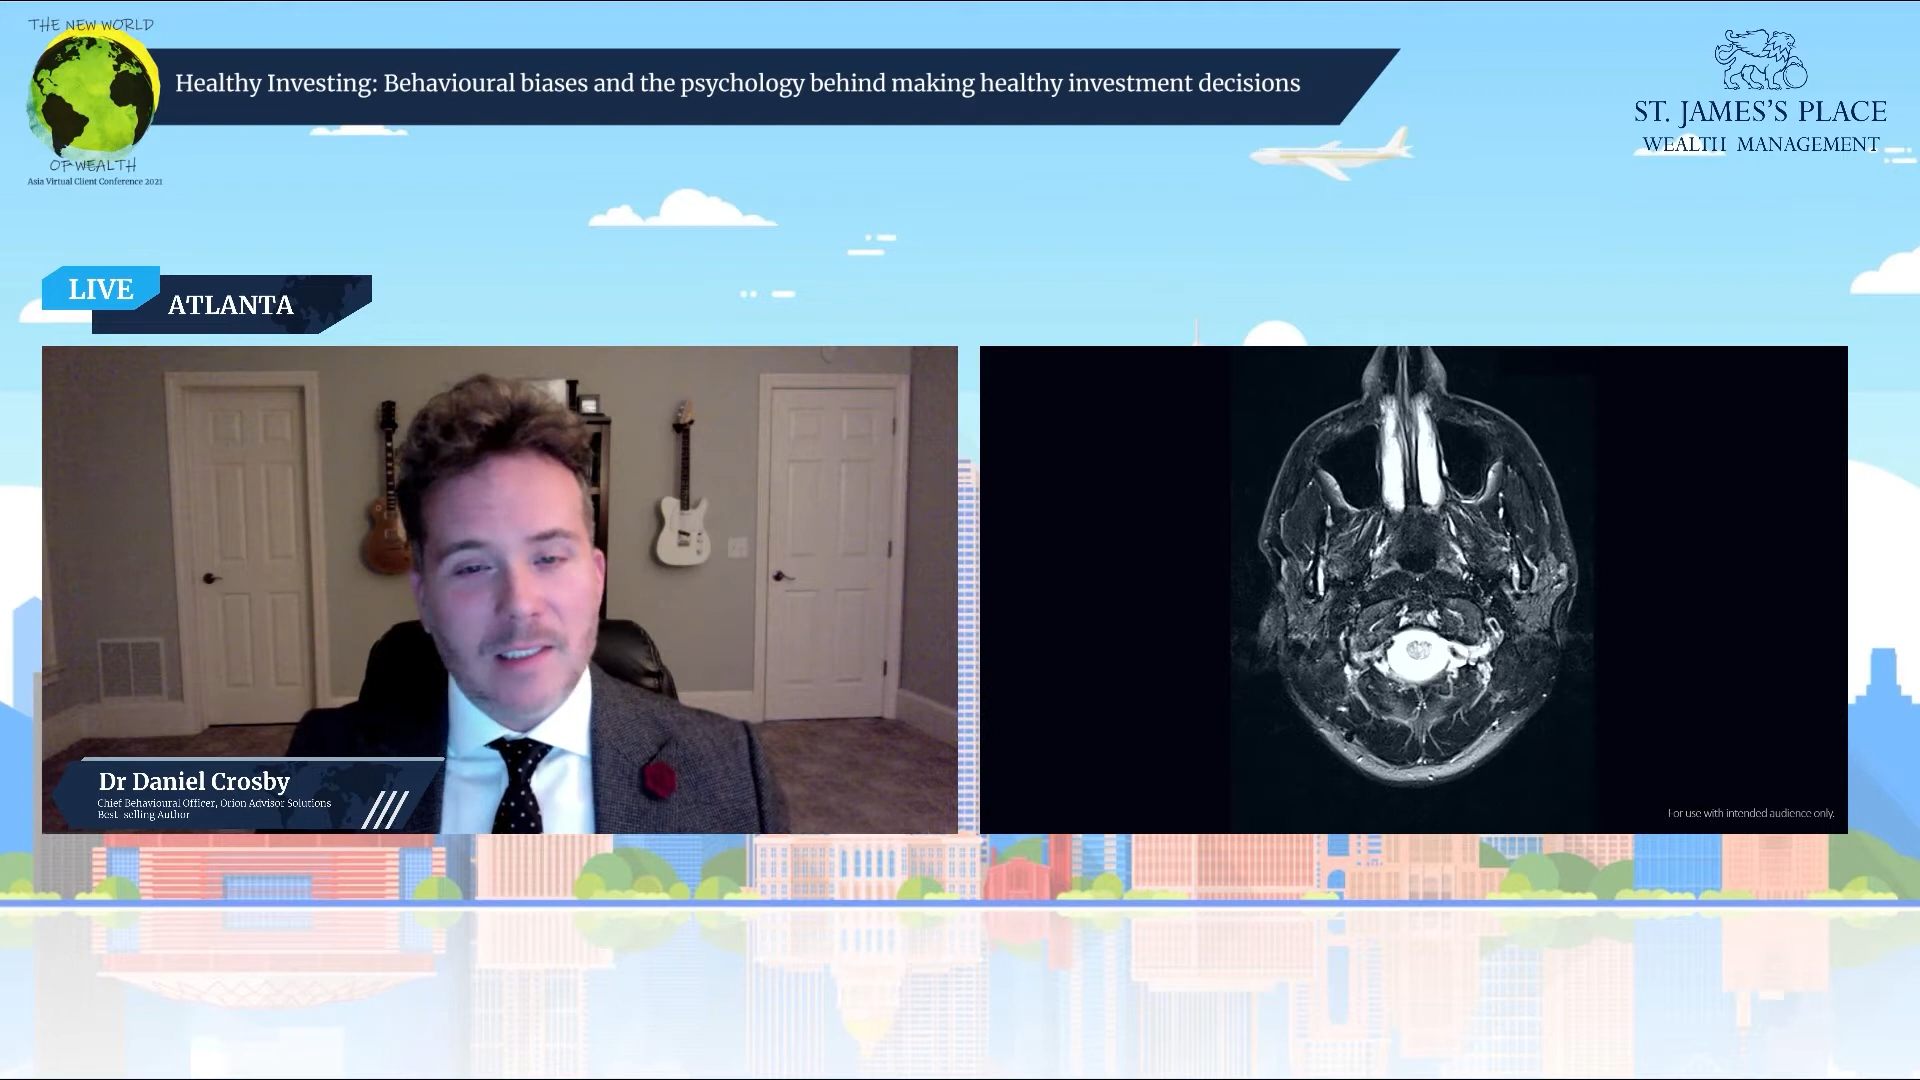 THE NEW WORLD
OF WEALTH
Asia Virtual Client Conference 2021
Healthy Investing: Behavioural biases and the psychology behind making healthy investment decisions
ST. JAMES'S PLACE
WEALTH MANAGEMENT
LIVE
ATLANTA
Dr Daniel Crosby
Chief Behavioural Officer, Orion Advisor Solutions
Best-selling Author
For use with intended audience only.